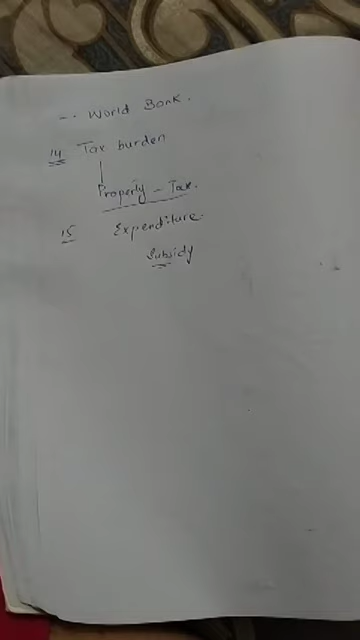 -. World Bank.
14 Tax burden
Property - Tax.
15 Expenditure.
Subsidy